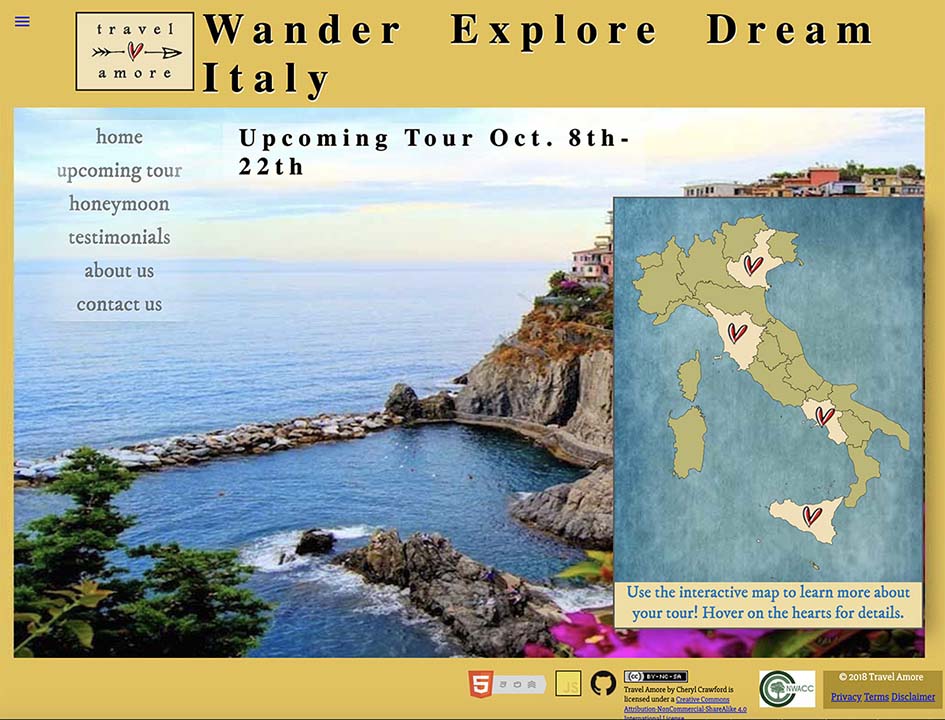 travel
amore
Wander Explore Dream
Italy
home
upcoming tour
honeymoon
testimonials
about us
contact us
Upcoming Tour Oct. 8th-
22th
Use the interactive map to learn more about
your tour! Hover on the hearts for details.
5
JS
CC BY-NC-SA
Travel Amore by Cheryl Crawford is
licensed under a Creative Commons
Attribution-NonCommercial-ShareAlike 4.0
International License
NWACC
© 2018 Travel Amore
Privacy Terms Disclaimer